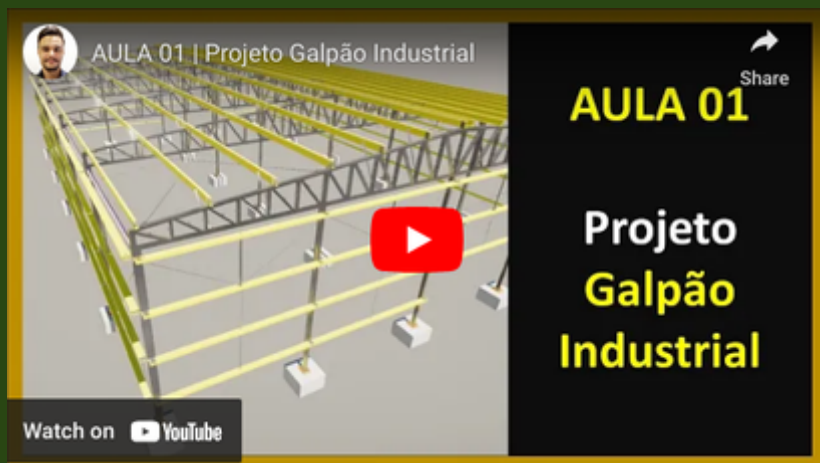 AULA 01 | Projeto Galpão Industrial
Share
AULA 01
Projeto
Galpão
Industrial
Watch on YouTube